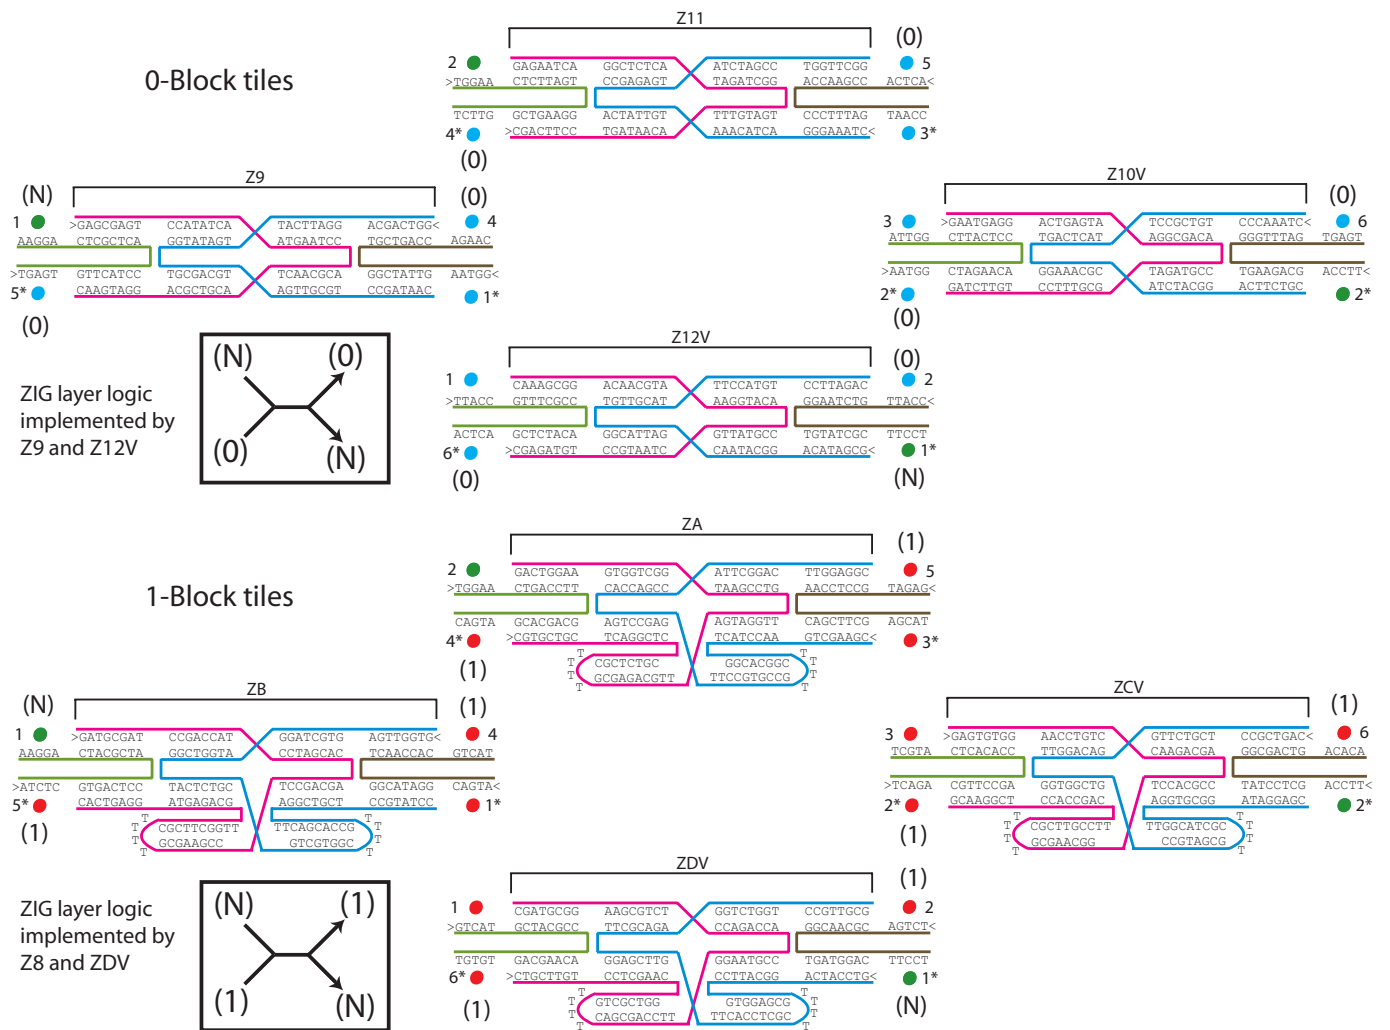 Z11
(0)
2
5
GAGAATCA GGCTCTCA ATCTAGCC TGGTTCGG
>TGGAA CTCTTAGT CCGAGAGT TAGATCGG ACCAAGCC ACTCA<
0-Block tiles
TCTTG GCTGAAGG ACTATTGT TTTGTAGT CCCTTTAG TAACC
>CGACTTCC TGATAACA AAACATCA GGGAAATC<
4*
3*
(0)
Z9
(N)
(0)
1
4
>GAGCGAGT CCATATCA TACTTAGG ACGACTGG<
AAGGA CTCGCTCA GGTATAGT ATGAATCC TGCTGACC AGAAC
>TGAGT GTTCATCC TGCGACGT TCAACGCA GGCTATTG AATGG<
CAAGTAGG ACGCTGCA AGTTGCGT CCGATAAC
5*
1*
(0)
Z10V
(0)
3
6
>GAATGAGG ACTGAGTA TCCGCTGT CCCAAATC<
ATTGG CTTACTCC TGACTCAT AGGCGACA GGGTTTAG TGAGT
>AATGG CTAGAACA GGAAACGC TAGATGCC TGAAGACG ACCTT<
GATCTTGT CCTTTGCG ATCTACGG ACTTCTGC
2*
2*
(0)
ZIG layer logic
implemented by
Z9 and Z12V
(N)
(0)
(0)
(N)
Z12V
(0)
1
2
CAAAGCGG ACAACGTA TTCCATGT CCTTAGAC
>TTACC GTTTCGCC TGTTGCAT AAGGTACA GGAATCTG TTACC<
ACTCA GCTCTACA GGCATTAG GTTATGCC TGTATCGC TTCCT
>CGAGATGT CCGTAATC CAATACGG ACATAGCG<
6*
1*
(0)
(N)
ZA
(1)
2
5
GACTGGAA GTGGTCGG ATTCGGAC TTGGAGGC
>TGGAA CTGACCTT CACCAGCC TAAGCCTG AACCTCCG TAGAG<
1-Block tiles
CAGTA GCACGACG AGTCCGAG AGTAGGTT CAGCTTCG AGCAT
>CGTGCTGC TCAGGCTC TCATCCAA GTCGAAGC<
4*
3*
(1)
T T T T
CGCTCTGC GGCACGGC
GCGAGACGTT TTCCGTGCCG
T T T T
ZB
(N)
(1)
1
4
>GATGCGAT CCGACCAT GGATCGTG AGTTGGTG<
AAGGA CTACGCTA GGCTGGTA CCTAGCAC TCAACCAC GTCAT
>ATCTC GTGACTCC TACTCTGC TCCGACGA GGCATAGG CAGTA<
CACTGAGG ATGAGACG AGGCTGCT CCGTATCC
5*
1*
(1)
T T T T
CGCTTCGGTT TTCAGCACCG
GCGAAGCC GTCGTGGC
T T T T
ZCV
(1)
3
6
>GAGTGTGG AACCTGTC GTTCTGCT CCGCTGAC<
TCGTA CTCACACC TTGGACAG CAAGACGA GGCGACTG ACACA
>TCAGA CGTTCCGA GGTGGCTG TCCACGCC TATCCTCG ACCTT<
GCAAGGCT CCACCGAC AGGTGCGG ATAGGAGC
2*
2*
(1)
T T T T
CGCTTGCCTT TTGGCATCGC
GCGAACGG CCGTAGCG
T T T T
ZIG layer logic
implemented by
Z8 and ZDV
(N)
(1)
(1)
(N)
ZDV
(1)
1
2
CGATGCGG AAGCGTCT GGTCTGGT CCGTTGCG
>GTCAT GCTACGCC TTCGCAGA CCAGACCA GGCAACGC AGTCT<
TGTGT GACGAACA GGAGCTTG GGAATGCC TGATGGAC TTCCT
>CTGCTTGT CCTCGAAC CCTTACGG ACTACCTG<
6*
1*
(1)
(N)
T T T T
GTCGCTGG GTGGAGCG
CAGCGACCTT TTCACCTCGC
T T T T